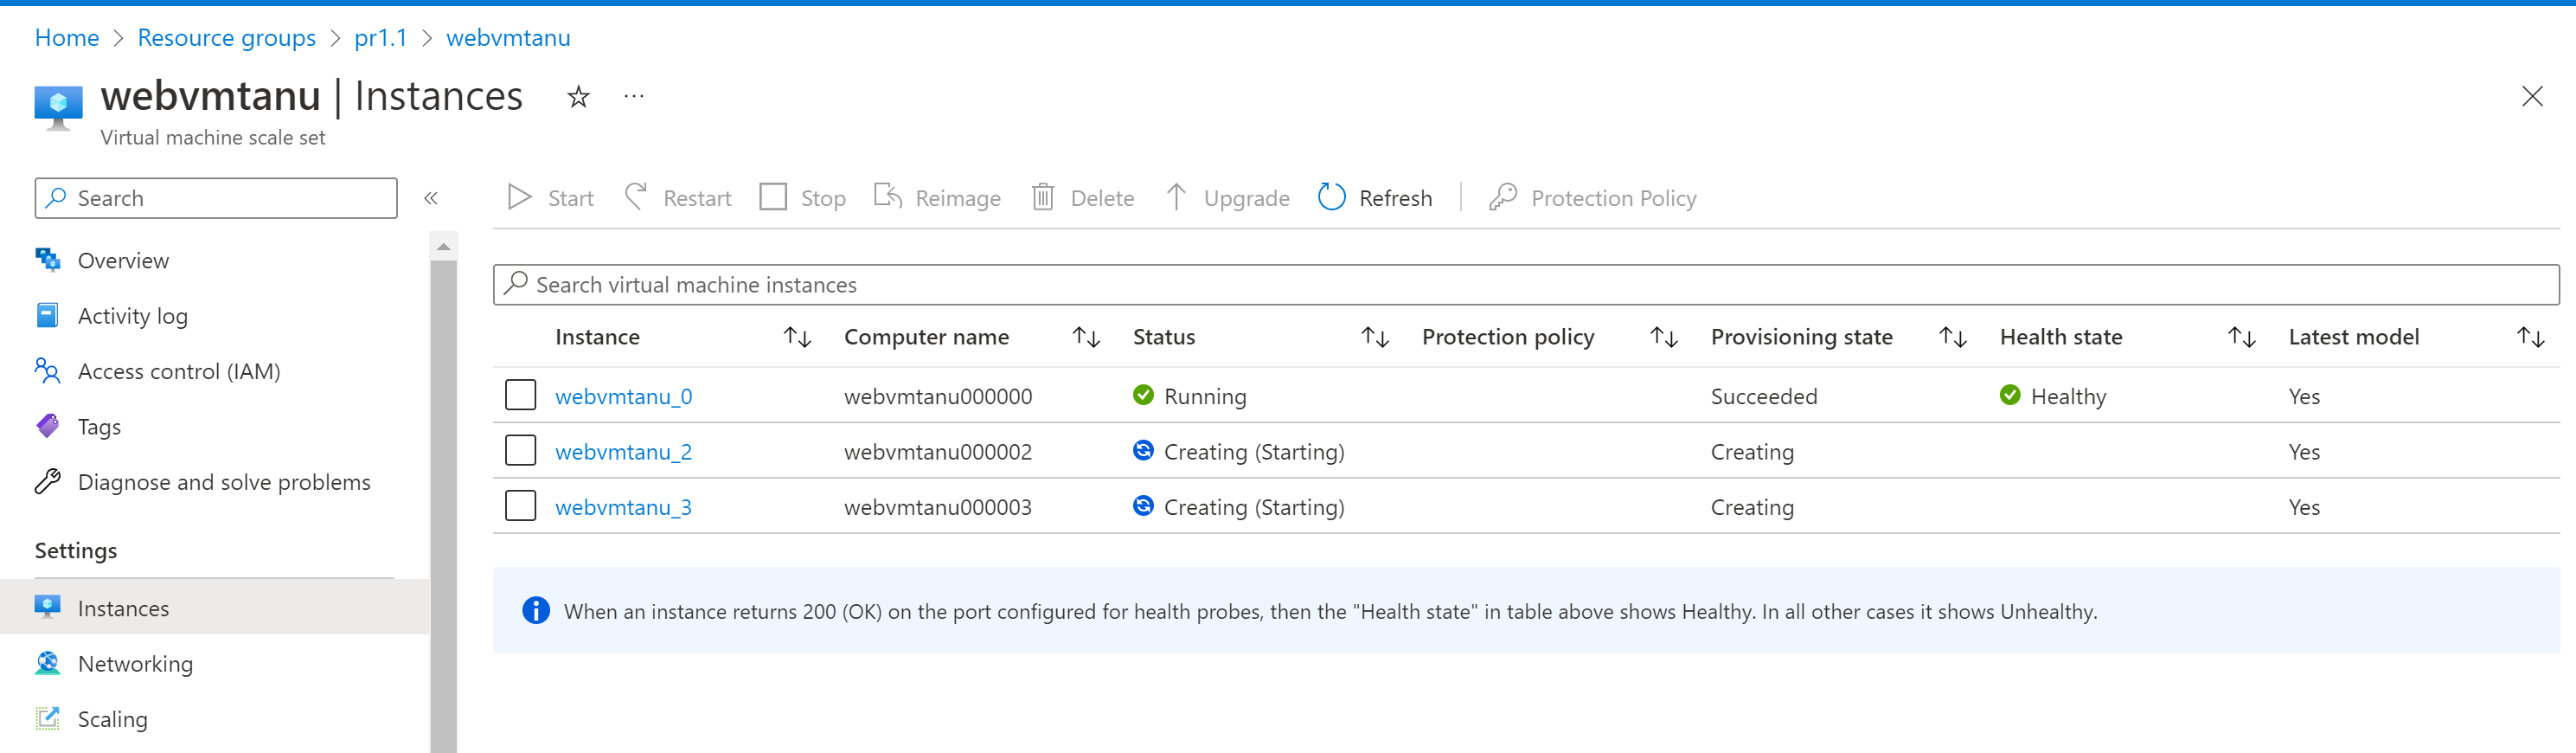 Home > Resource groups > pr1.1 > webvmtanu
webvmtanu | Instances ☆ ...
Virtual machine scale set
Search «
Start Restart Stop Reimage Delete Upgrade Refresh | Protection Policy
Overview
Activity log
Access control (IAM)
Tags
Diagnose and solve problems
Settings
Instances
Networking
Scaling
Search virtual machine instances
Instance ↑↓ Computer name ↑↓ Status ↑↓ Protection policy ↑↓ Provisioning state ↑↓ Health state ↑↓ Latest model ↑↓
webvmtanu_0 webvmtanu000000 Running Succeeded Healthy Yes
webvmtanu_2 webvmtanu000002 Creating (Starting) Creating Yes
webvmtanu_3 webvmtanu000003 Creating (Starting) Creating Yes
When an instance returns 200 (OK) on the port configured for health probes, then the "Health state" in table above shows Healthy. In all other cases it shows Unhealthy.